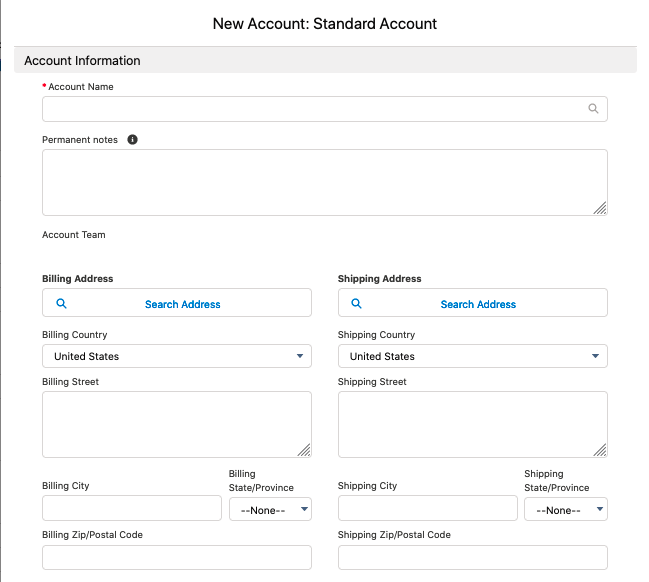 New Account: Standard Account
Account Information
* Account Name
Permanent notes
Account Team
Billing Address
Shipping Address
Search Address
Search Address
Billing Country
Shipping Country
United States
United States
Billing Street
Shipping Street
Billing City
Billing
State/Province
Shipping City
Shipping
State/Province
--None--
--None--
Billing Zip/Postal Code
Shipping Zip/Postal Code